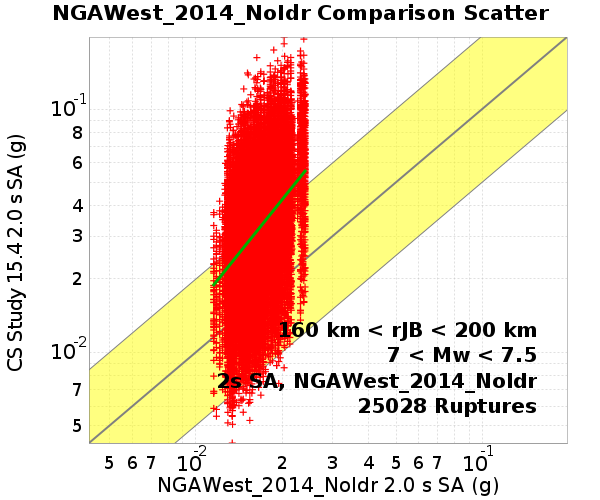 NGAWest_2014_NoIdr Comparison Scatter
CS Study 15.4 2.0 s SA (g)
10-1
8
6
4
3
2
10-2
7
5
160 km < rJB < 200 km
7 < Mw < 7.5
2s SA, NGAWest_2014_NoIdr
25028 Ruptures
5 6 7 10-2 2 3 4 5 6 7 10-1
NGAWest_2014_NoIdr 2.0 s SA (g)